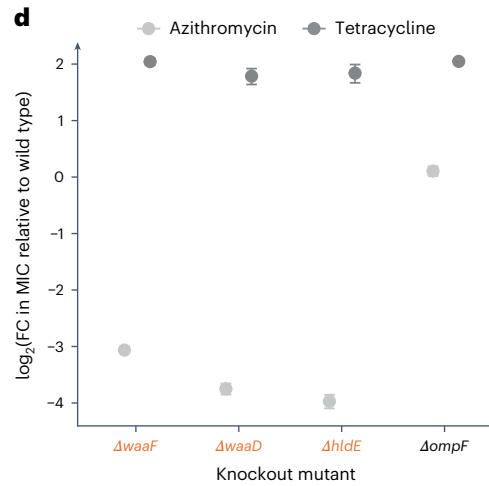 d
Azithromycin Tetracycline
log2(FC in MIC relative to wild type)
2
1
0
−1
−2
−3
−4
ΔwaaF ΔwaaD ΔhldE ΔompF
Knockout mutant